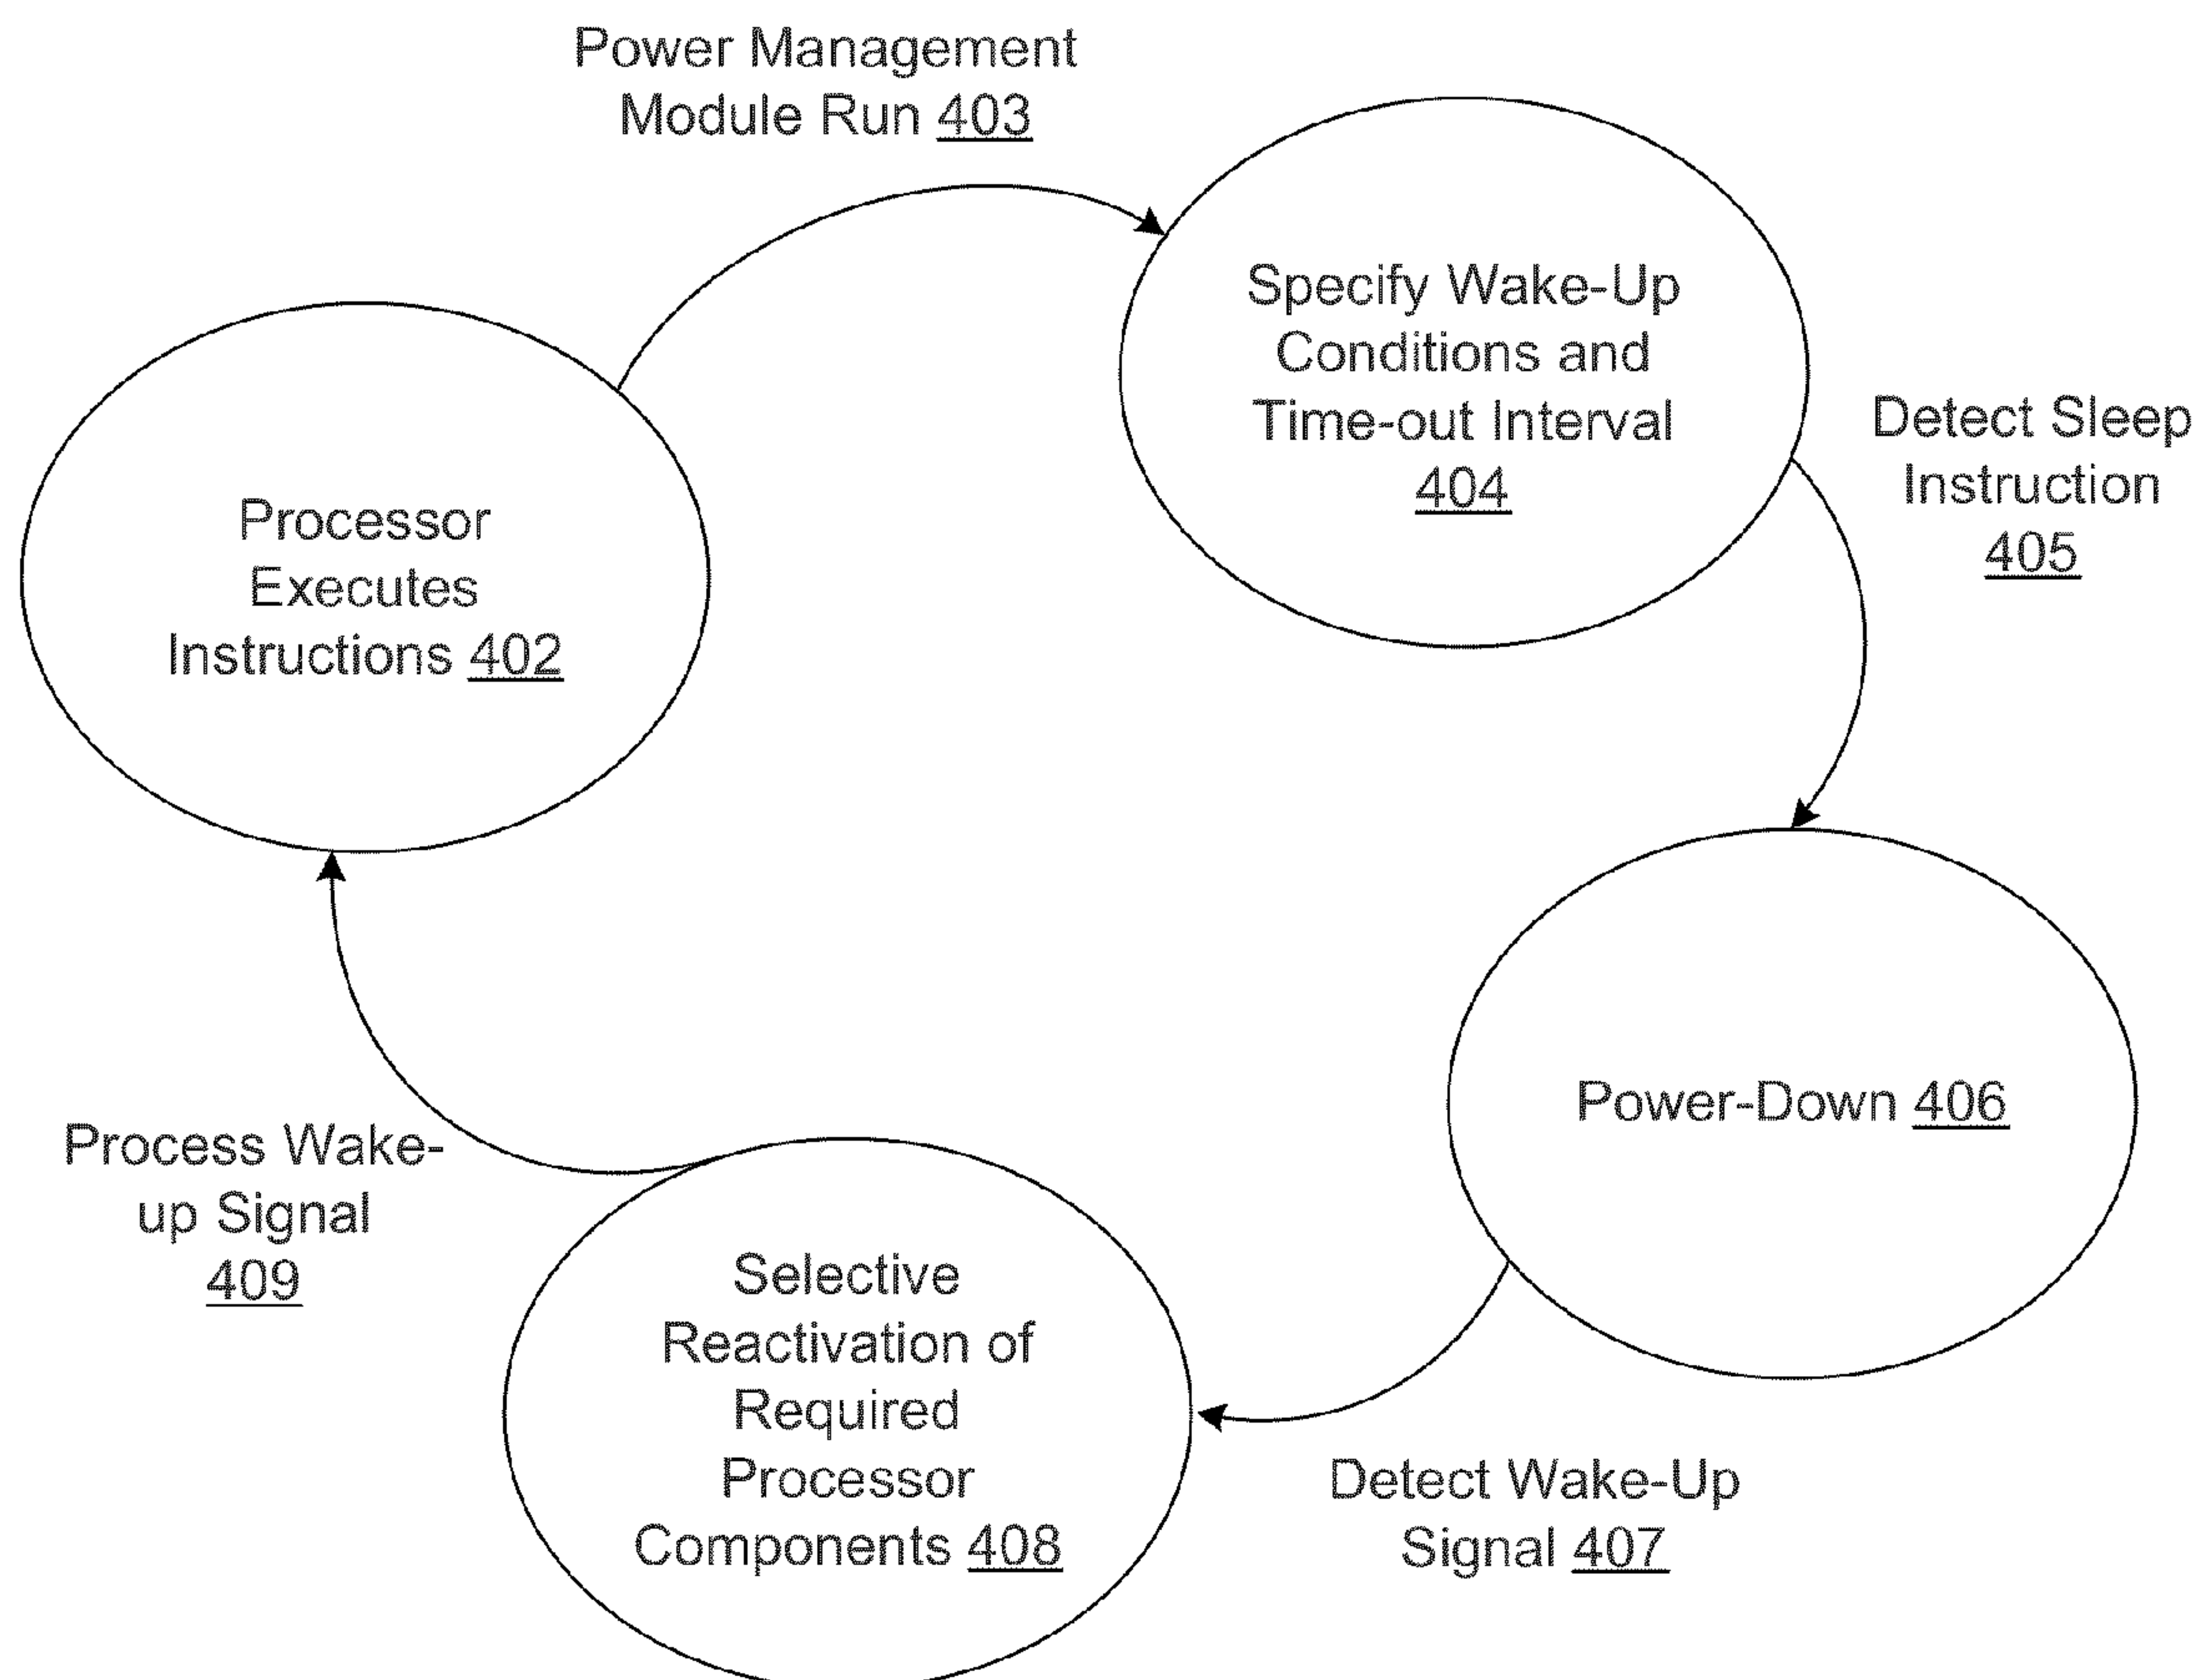 Power Management
Module Run 403
Specify Wake-Up
Conditions and
Time-out Interval
404
Detect Sleep
Instruction
405
Processor
Executes
Instructions 402
Power-Down 406
Process Wake-
up Signal
409
Selective
Reactivation of
Required
Processor
Components 408
Detect Wake-Up
Signal 407